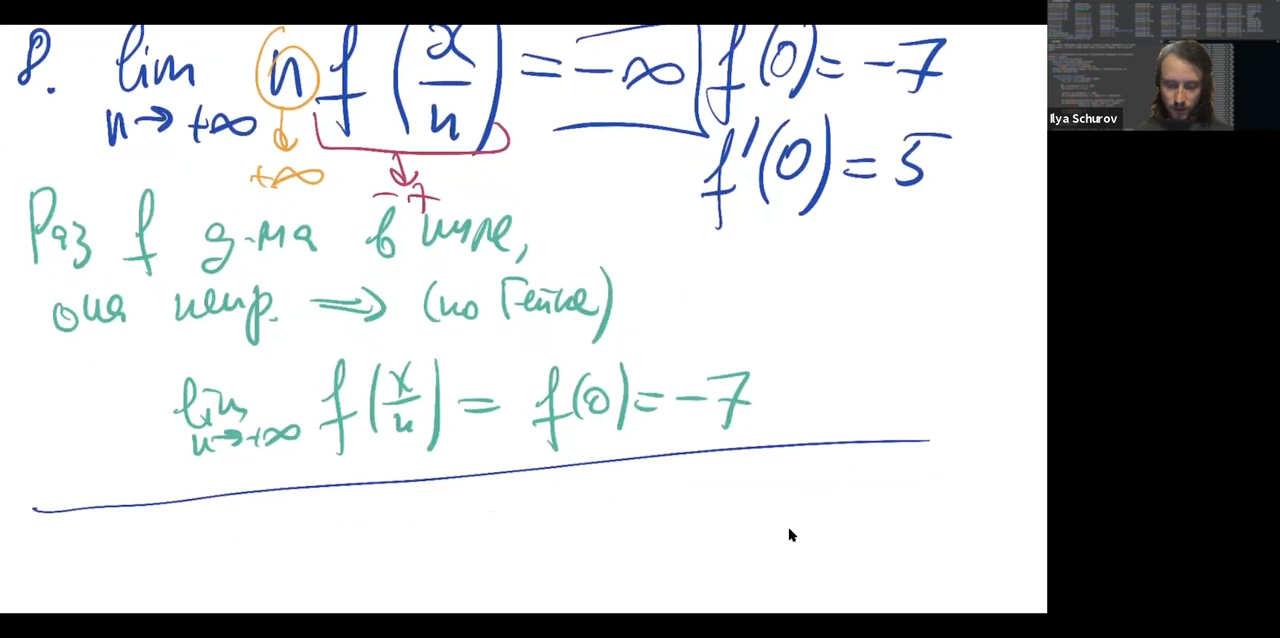 8. lim n f(x/n) = -∞ f(0) = -7
n → +∞
f'(0) = 5
+∞
-7
Раз f д-ма в нуле,
она непр. ⟹ (по Гейне)
lim f(x/n) = f(0) = -7
n→+∞
Ilya Schurov